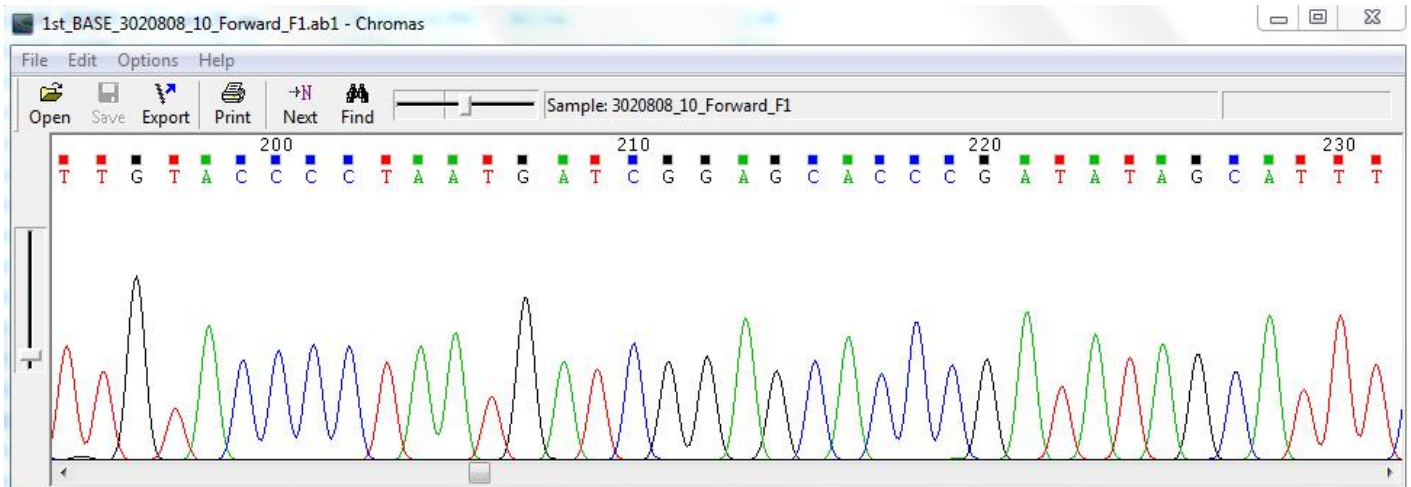 1st_BASE_3020808_10_Forward_F1.ab1 - Chromas
File Edit Options Help
Open Save Export Print Next Find Sample: 3020808_10_Forward_F1
200 210 220 230
T T G T A C C C C T A A T G A T C G G A G C A C C C G A T A T A G C A T T T